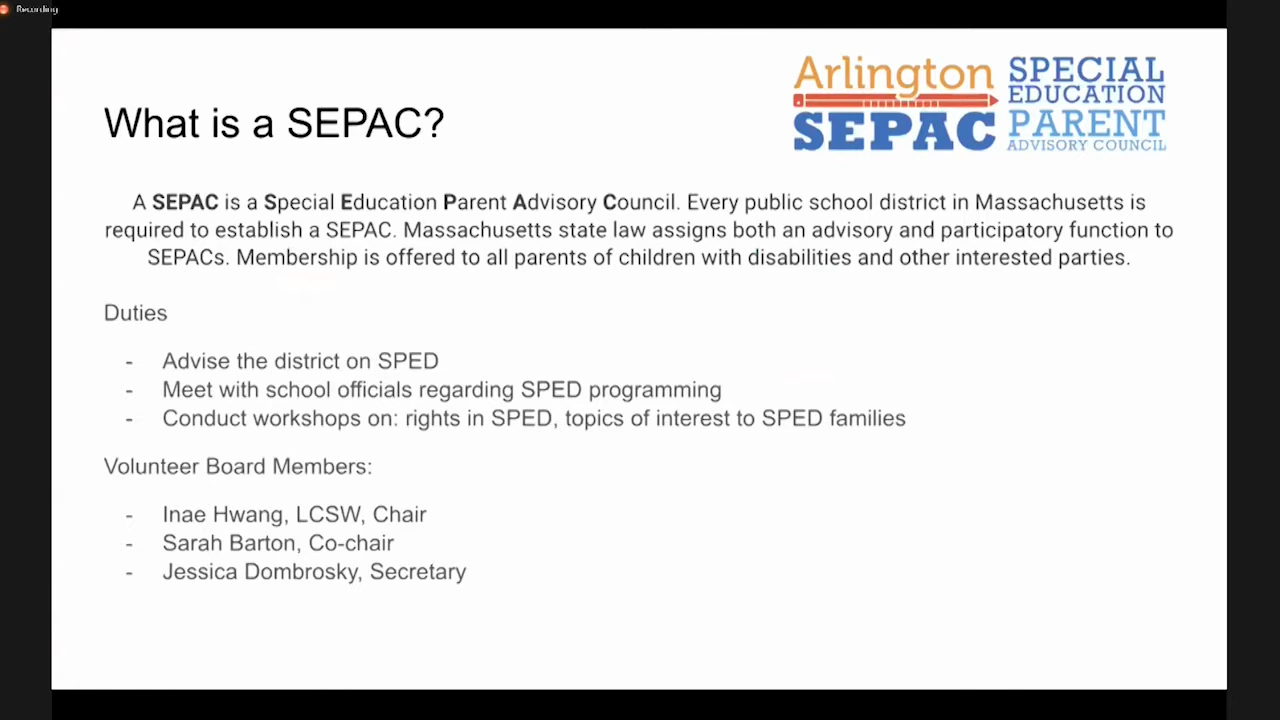 Recording
Arlington
SEPAC
SPECIAL
EDUCATION
PARENT
ADVISORY COUNCIL
What is a SEPAC?
A SEPAC is a Special Education Parent Advisory Council. Every public school district in Massachusetts is
required to establish a SEPAC. Massachusetts state law assigns both an advisory and participatory function to
SEPACs. Membership is offered to all parents of children with disabilities and other interested parties.
Duties
- Advise the district on SPED
- Meet with school officials regarding SPED programming
- Conduct workshops on: rights in SPED, topics of interest to SPED families
Volunteer Board Members:
- Inae Hwang, LCSW, Chair
- Sarah Barton, Co-chair
- Jessica Dombrosky, Secretary